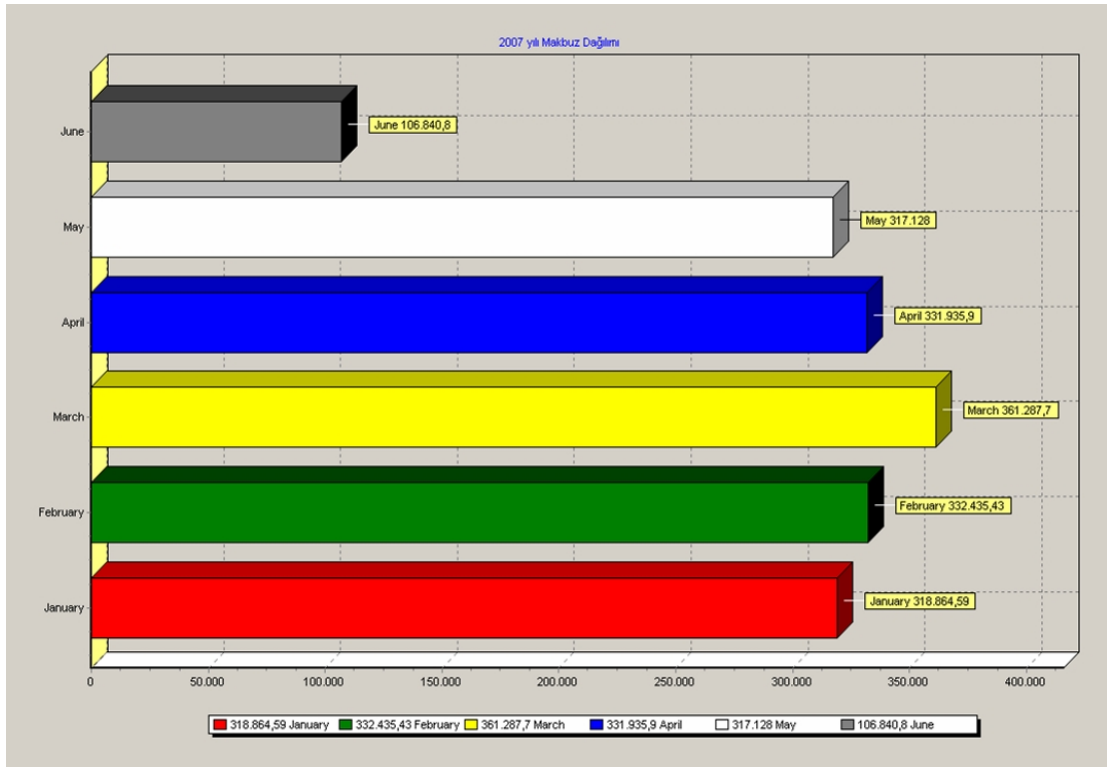 2007 yılı Makbuz Dağılımı
June
June 106.840,8
May
May 317.128
April
April 331.935,9
March
March 361.287,7
February
February 332.435,43
January
January 318.864,59
0 50.000 100.000 150.000 200.000 250.000 300.000 350.000 400.000
318.864,59 January 332.435,43 February 361.287,7 March 331.935,9 April 317.128 May 106.840,8 June